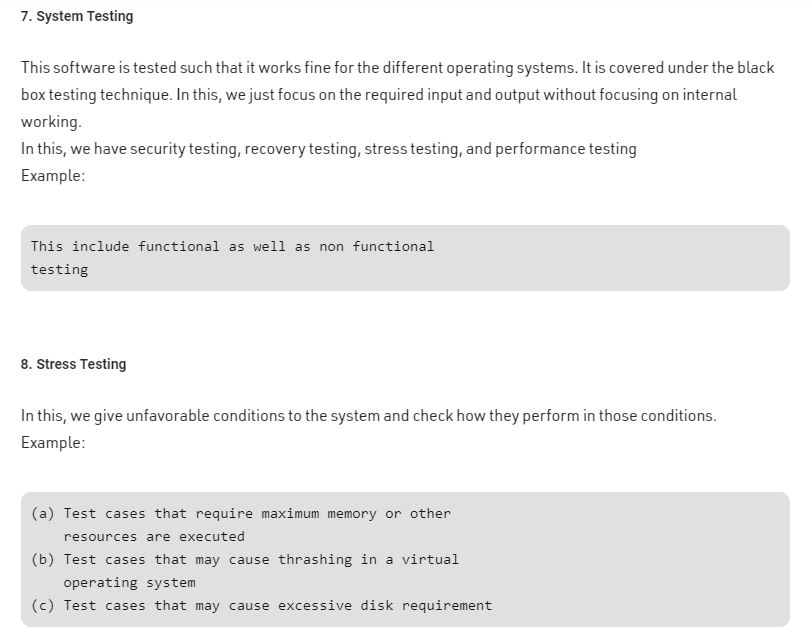 7. System Testing
This software is tested such that it works fine for the different operating systems. It is covered under the black
box testing technique. In this, we just focus on the required input and output without focusing on internal
working.
In this, we have security testing, recovery testing, stress testing, and performance testing
Example:
This include functional as well as non functional
testing
8. Stress Testing
In this, we give unfavorable conditions to the system and check how they perform in those conditions.
Example:
(a) Test cases that require maximum memory or other
resources are executed
(b) Test cases that may cause thrashing in a virtual
operating system
(c) Test cases that may cause excessive disk requirement